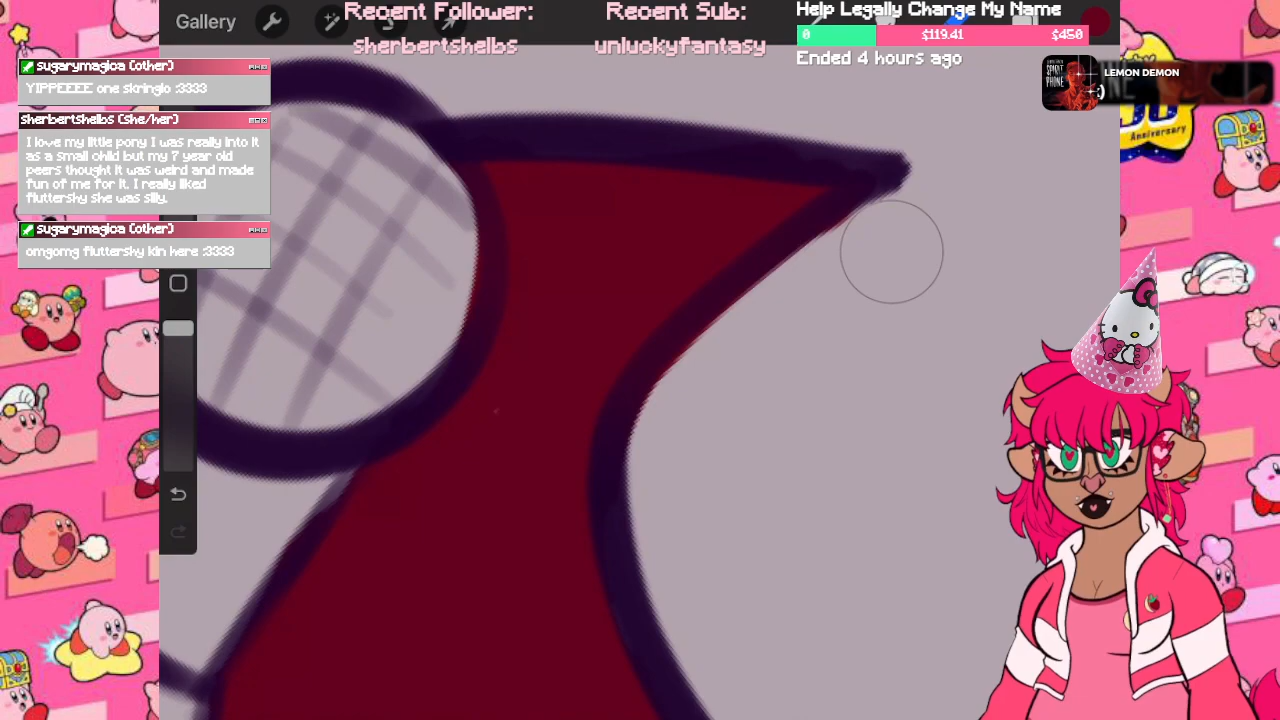 Gallery
Recent Follower:
sherbertshelbs
Recent Sub:
unluckyfantasy
Help Legally Change My Name
0 $119.41 $450
Ended 4 hours ago
LEMON DEMON
SPIRIT
PHONE
Anniversary
sugarymagica (other)
YIPPEEEE one skringlo :3333
sherbertshelbs (she/her)
I love my little pony I was really into it
as a small child but my 7 year old
peers thought it was weird and made
fun of me for it. I really liked
fluttershy she was silly.
sugarymagica (other)
omgomg fluttershy kin here :3333